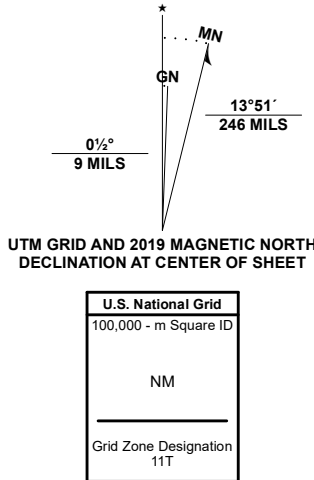 ★
MN
GN
13°51´
246 MILS
0½°
9 MILS
UTM GRID AND 2019 MAGNETIC NORTH
DECLINATION AT CENTER OF SHEET
U.S. National Grid
100,000 - m Square ID
NM
Grid Zone Designation
11T